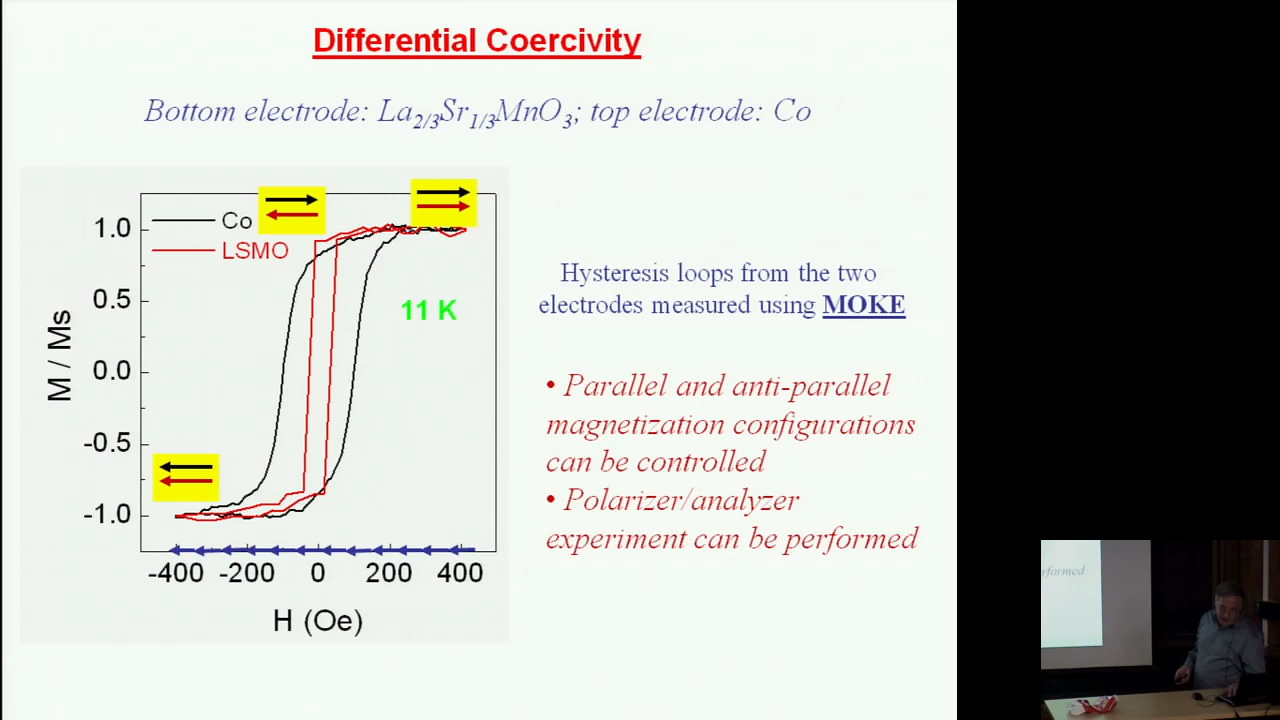 Differential Coercivity
Bottom electrode: La2/3Sr1/3MnO3; top electrode: Co
Co
LSMO
11 K
1.0
0.5
0.0
-0.5
-1.0
M / Ms
-400 -200 0 200 400
H (Oe)
Hysteresis loops from the two
electrodes measured using MOKE
• Parallel and anti-parallel
magnetization configurations
can be controlled
• Polarizer/analyzer
experiment can be performed